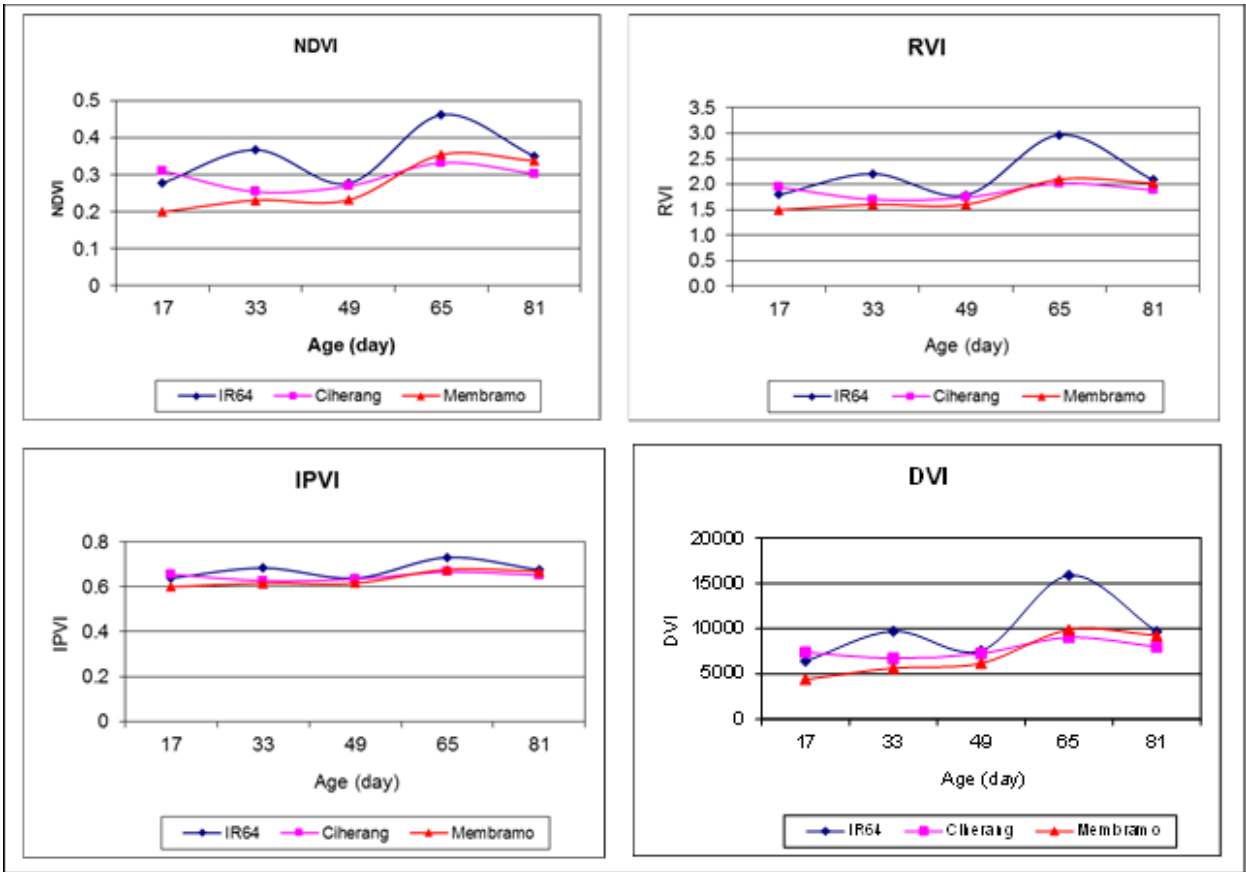 NDVI
0.5
0.4
0.3
0.2
0.1
0
NDVI
17 33 49 65 81
Age (day)
IR64 Ciherang Membramo
RVI
3.5
3.0
2.5
2.0
1.5
1.0
0.5
0.0
RVI
17 33 49 65 81
Age (day)
IR64 Ciherang Membramo
IPVI
0.8
0.6
0.4
0.2
0
IPVI
17 33 49 65 81
Age (day)
IR64 Ciherang Membramo
DVI
20000
15000
10000
5000
0
DVI
17 33 49 65 81
Age (day)
IR64 Ciherang Membramo